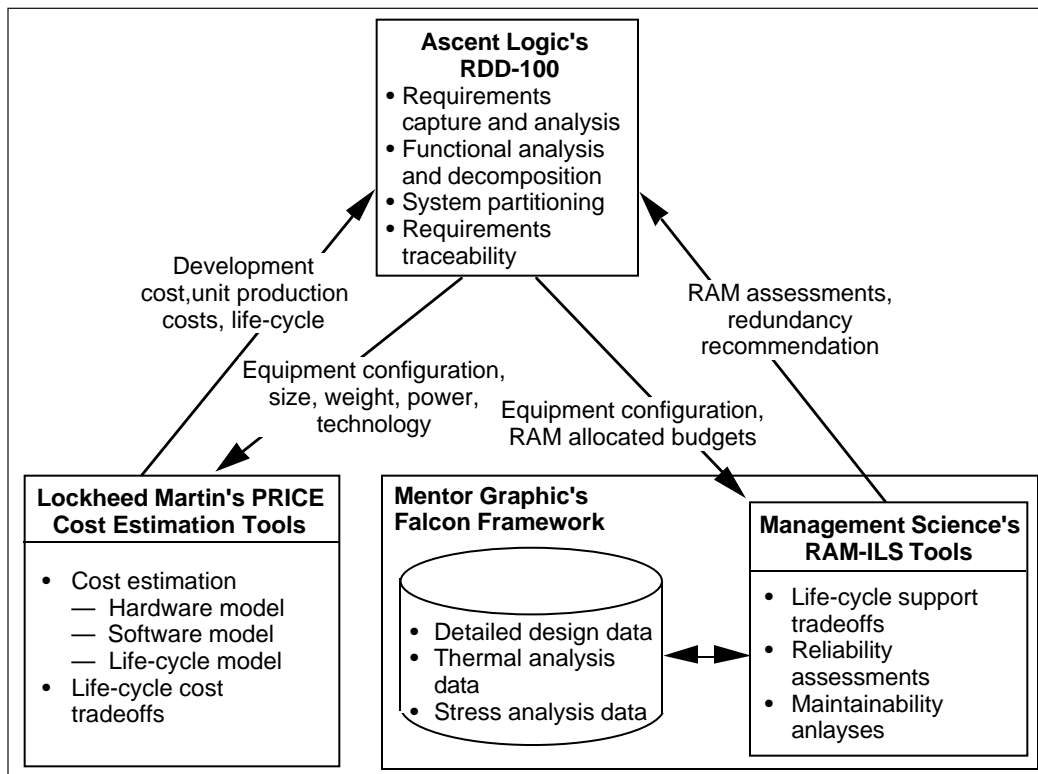 Ascent Logic's
RDD-100
• Requirements
capture and analysis
• Functional analysis
and decomposition
• System partitioning
• Requirements
traceability
Development
cost,unit production
costs, life-cycle
RAM assessments,
redundancy
recommendation
Equipment configuration,
size, weight, power,
technology
Equipment configuration,
RAM allocated budgets
Lockheed Martin's PRICE
Cost Estimation Tools
• Cost estimation
— Hardware model
— Software model
— Life-cycle model
• Life-cycle cost
tradeoffs
Mentor Graphic's
Falcon Framework
• Detailed design data
• Thermal analysis
data
• Stress analysis data
Management Science's
RAM-ILS Tools
• Life-cycle support
tradeoffs
• Reliability
assessments
• Maintainability
anlayses